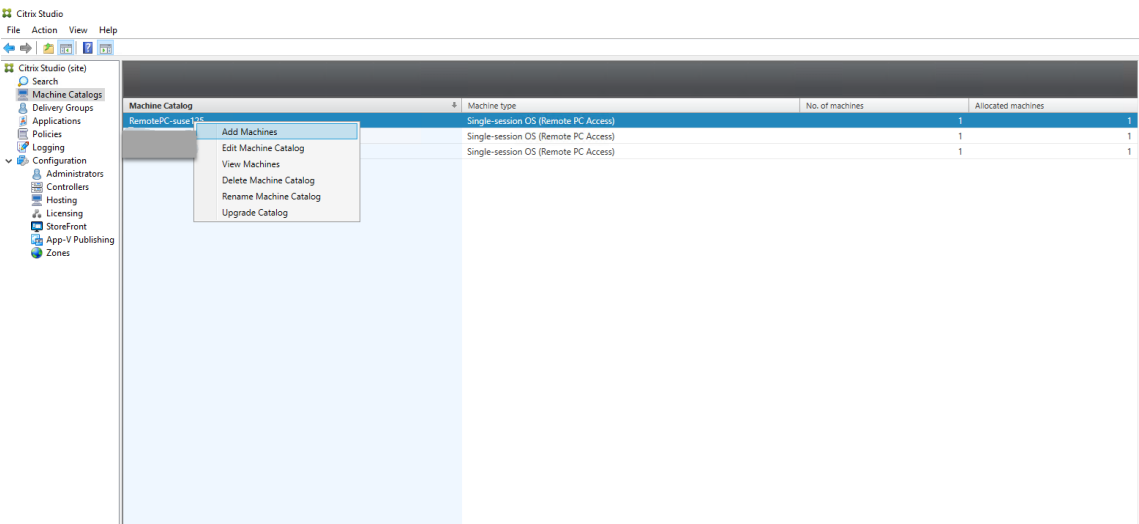 Citrix Studio
File Action View Help
Citrix Studio (site)
Search
Machine Catalogs
Delivery Groups
Applications
Policies
Logging
Configuration
Administrators
Controllers
Hosting
Licensing
StoreFront
App-V Publishing
Zones
Machine Catalog Machine type No. of machines Allocated machines
RemotePC-suse125 Single-session OS (Remote PC Access) 1 1
Single-session OS (Remote PC Access) 1 1
Single-session OS (Remote PC Access) 1 1
Add Machines
Edit Machine Catalog
View Machines
Delete Machine Catalog
Rename Machine Catalog
Upgrade Catalog